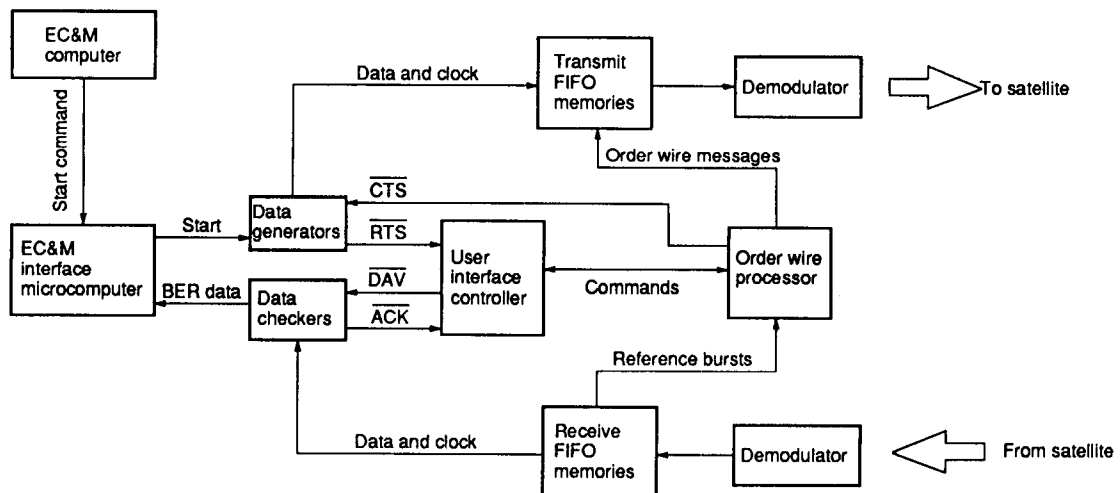 EC&M
computer
Start command
Data and clock
Transmit
FIFO
memories
Demodulator
To satellite
Order wire messages
CTS
Start
Data
generators
RTS
EC&M
interface
microcomputer
User
interface
controller
Order wire
processor
DAV
Commands
BER data
Data
checkers
ACK
Reference bursts
Data and clock
Receive
FIFO
memories
Demodulator
From satellite